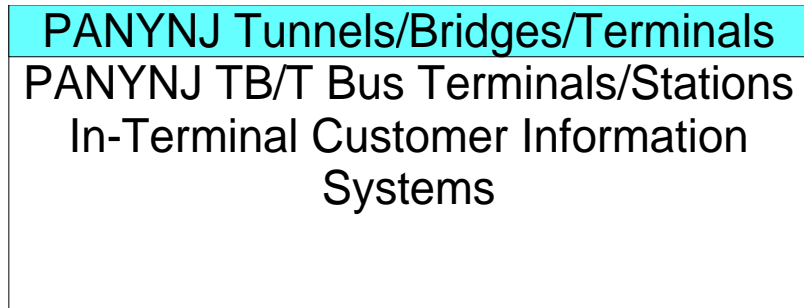 PANYNJ Tunnels/Bridges/Terminals
PANYNJ TB/T Bus Terminals/Stations
In-Terminal Customer Information
Systems